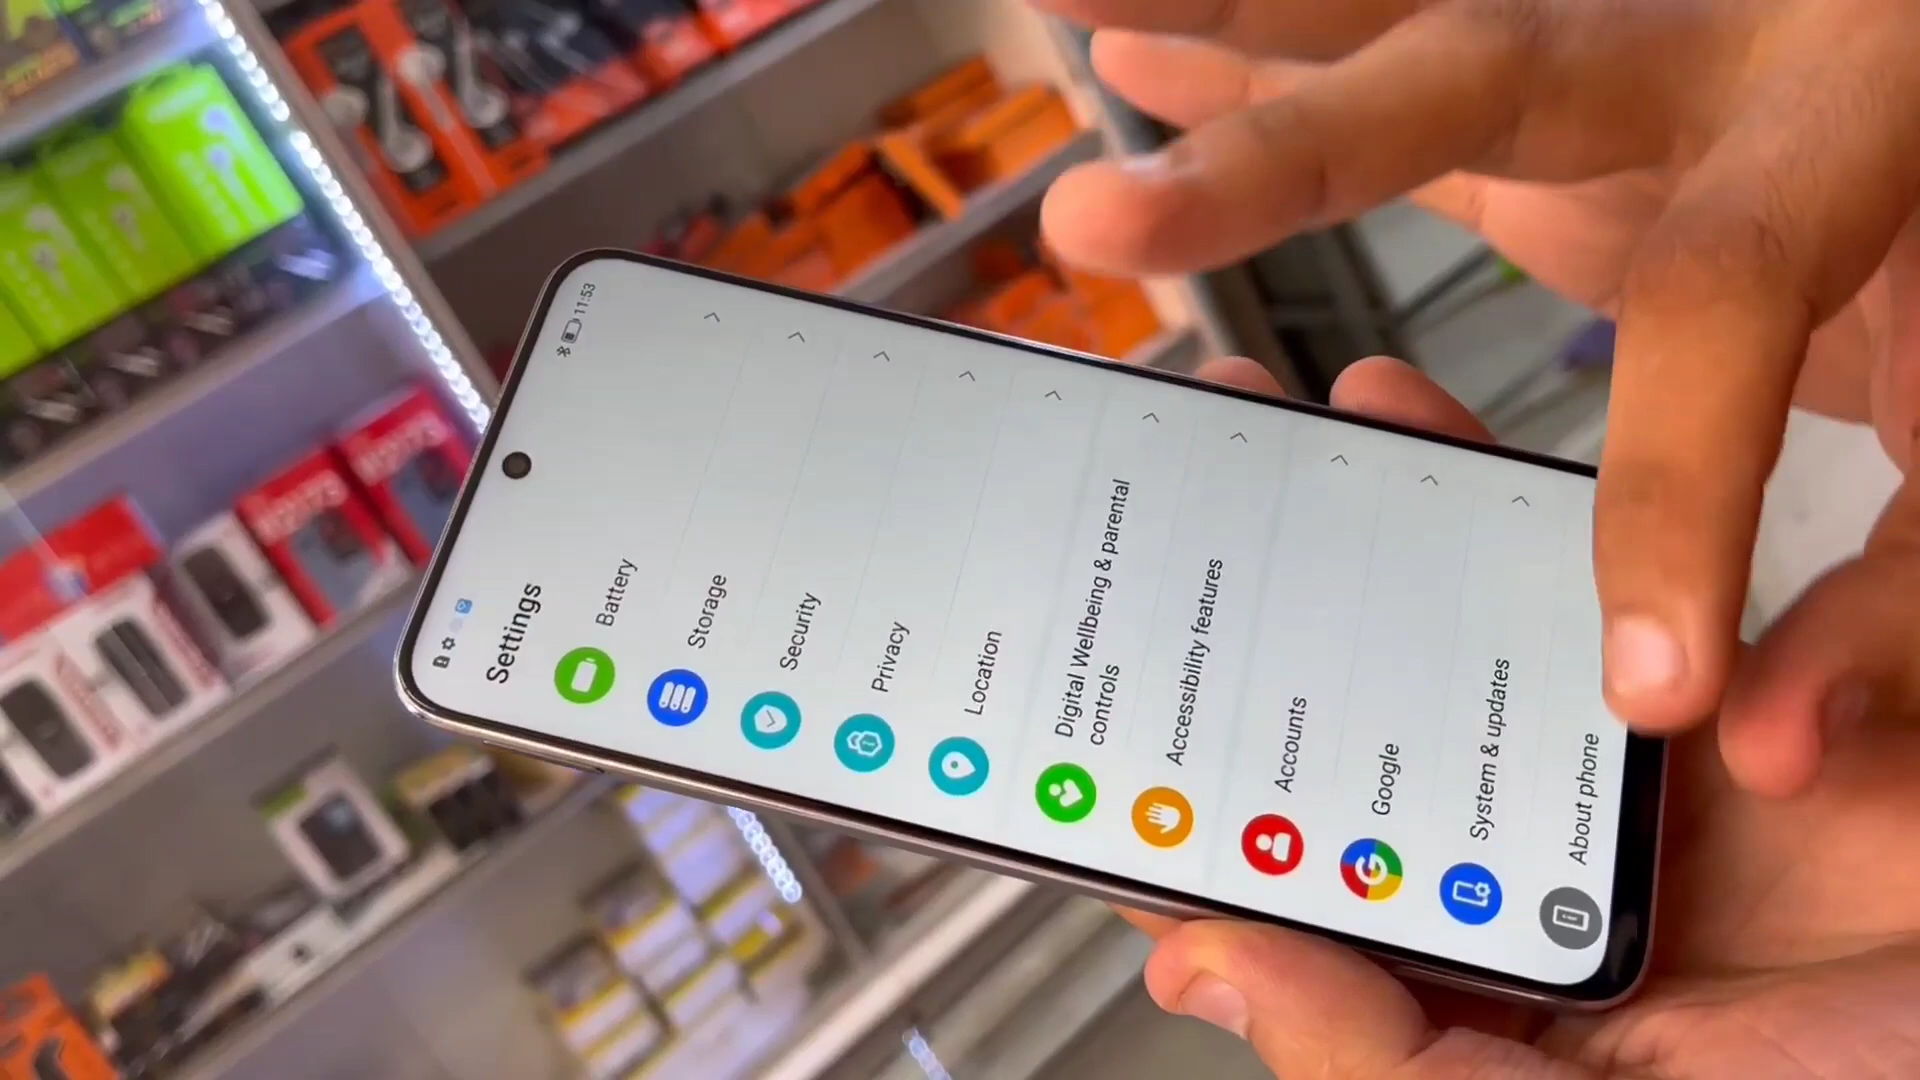 11:53
Settings
Battery
Storage
Security
Privacy
Location
Digital Wellbeing & parental
controls
Accessibility features
Accounts
Google
System & updates
About phone